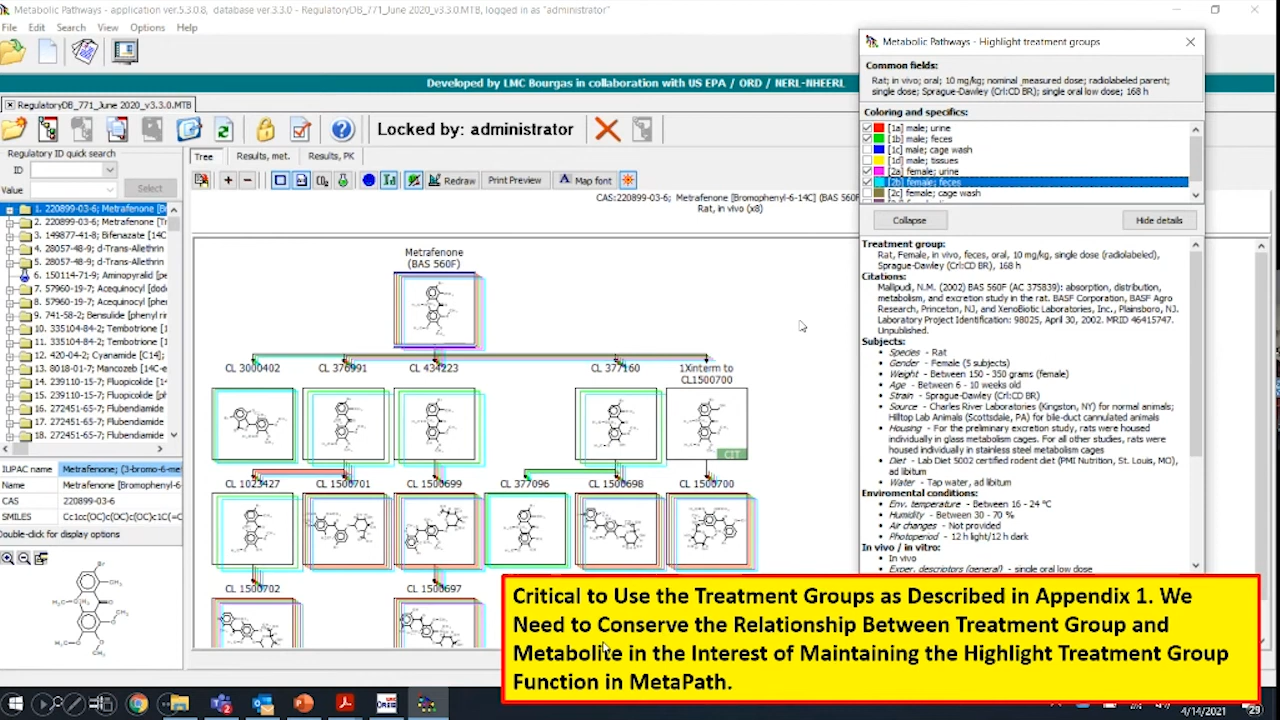 Metabolic Pathways - application ver.5.3.0.8, database ver.3.3.0 - RegulatoryDB_771_June 2020_v3.3.0.MTB, logged in as "administrator"
File Edit Search View Options Help
Developed by LMC Bourgas in collaboration with US EPA / ORD / NERL-NHEERL
RegulatoryDB_771_June 2020_v3.3.0.MTB
Locked by: administrator
Regulatory ID quick search
ID
Value
Select
Tree Results, met. Results, PK
Redraw Print Preview A Map font
1. 220899-03-6; Metrafenone [B
2. 220899-03-6; Metrafenone [T
3. 149877-41-8; Bifenazate [14C
4. 28057-48-9; d-Trans-Allethrin
5. 28057-48-9; d-Trans-Allethrin
6. 150114-71-9; Aminopyralid [p
7. 57960-19-7; Acequinocyl [dod
8. 57960-19-7; Acequinocyl [phe
9. 741-58-2; Bensulide [phenyl rin
10. 335104-84-2; Tembotrione [1
11. 335104-84-2; Tembotrione [1
12. 420-04-2; Cyanamide [C14];
13. 8018-01-7; Mancozeb [14C-e
14. 239110-15-7; Fluopicolide [p
15. 239110-15-7; Fluopicolide [p
16. 272451-65-7; Flubendiamide
17. 272451-65-7; Flubendiamide
18. 272451-65-7; Flubendiamide
IUPAC name Metrafenone; (3-bromo-6-me
Name Metrafenone [Bromophenyl-6-
CAS 220899-03-6
SMILES Cc1cc(OC)c(OC)c(OC)c1C(=C
Double-click for display options
CAS:220899-03-6; Metrafenone [Bromophenyl-6-14C] (BAS 560F
Rat, in vivo (x8)
Metrafenone
(BAS 560F)
CL 3000402 CL 376991 CL 434223 CL 377160 1Xinterm to
CL1500700
CIT
CL 1023427 CL 1500701 CL 1500699 CL 377096 CL 1500698 CL 1500700
CL 1500702 CL 1500697
Metabolic Pathways - Highlight treatment groups
Common fields:
Rat; in vivo; oral; 10 mg/kg; nominal_measured dose; radiolabeled parent;
single dose; Sprague-Dawley (Crl:CD BR); single oral low dose; 168 h
Coloring and specifics:
[1a] male; urine
[1b] male; feces
[1c] male; cage wash
[1d] male; tissues
[2a] female; urine
[2b] female; feces
[2c] female; cage wash
Collapse Hide details
Treatment group:
Rat, Female, in vivo, feces, oral, 10 mg/kg, single dose (radiolabeled),
Sprague-Dawley (Crl:CD BR), 168 h
Citations:
Mallipudi, N.M. (2002) BAS 560F (AC 375839): absorption, distribution,
metabolism, and excretion study in the rat. BASF Corporation, BASF Agro
Research, Princeton, NJ, and XenoBiotic Laboratories, Inc., Plainsboro, NJ.
Laboratory Project Identification: 98025, April 30, 2002. MRID 46415747.
Unpublished.
Subjects:
• Species - Rat
• Gender - Female (5 subjects)
• Weight - Between 150 - 350 grams (female)
• Age - Between 6 - 10 weeks old
• Strain - Sprague-Dawley (Crl:CD BR)
• Source - Charles River Laboratories (Kingston, NY) for normal animals;
Hilltop Lab Animals (Scottsdale, PA) for bile-duct cannulated animals
• Housing - For the preliminary excretion study, rats were housed
individually in glass metabolism cages. For all other studies, rats were
housed individually in stainless steel metabolism cages
• Diet - Lab Diet 5002 certified rodent diet (PMI Nutrition, St. Louis, MO),
ad libitum
• Water - Tap water, ad libitum
Enviromental conditions:
• Env. temperature - Between 16 - 24 °C
• Humidity - Between 30 - 70 %
• Air changes - Not provided
• Photoperiod - 12 h light/12 h dark
In vivo / in vitro:
• In vivo
• Exper. descriptors (general) - single oral low dose
Critical to Use the Treatment Groups as Described in Appendix 1. We
Need to Conserve the Relationship Between Treatment Group and
Metabolite in the Interest of Maintaining the Highlight Treatment Group
Function in MetaPath.
4/14/2021
29